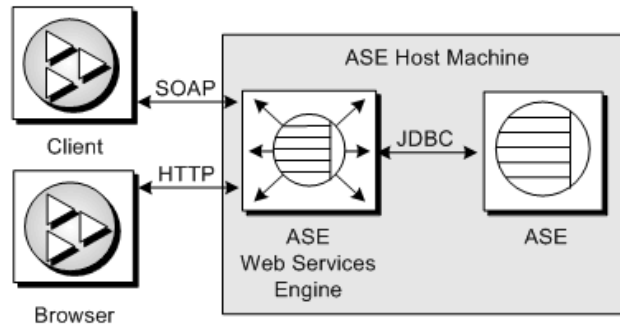 ASE Host Machine
SOAP
Client
JDBC
HTTP
ASE
Web Services
Engine
ASE
Browser